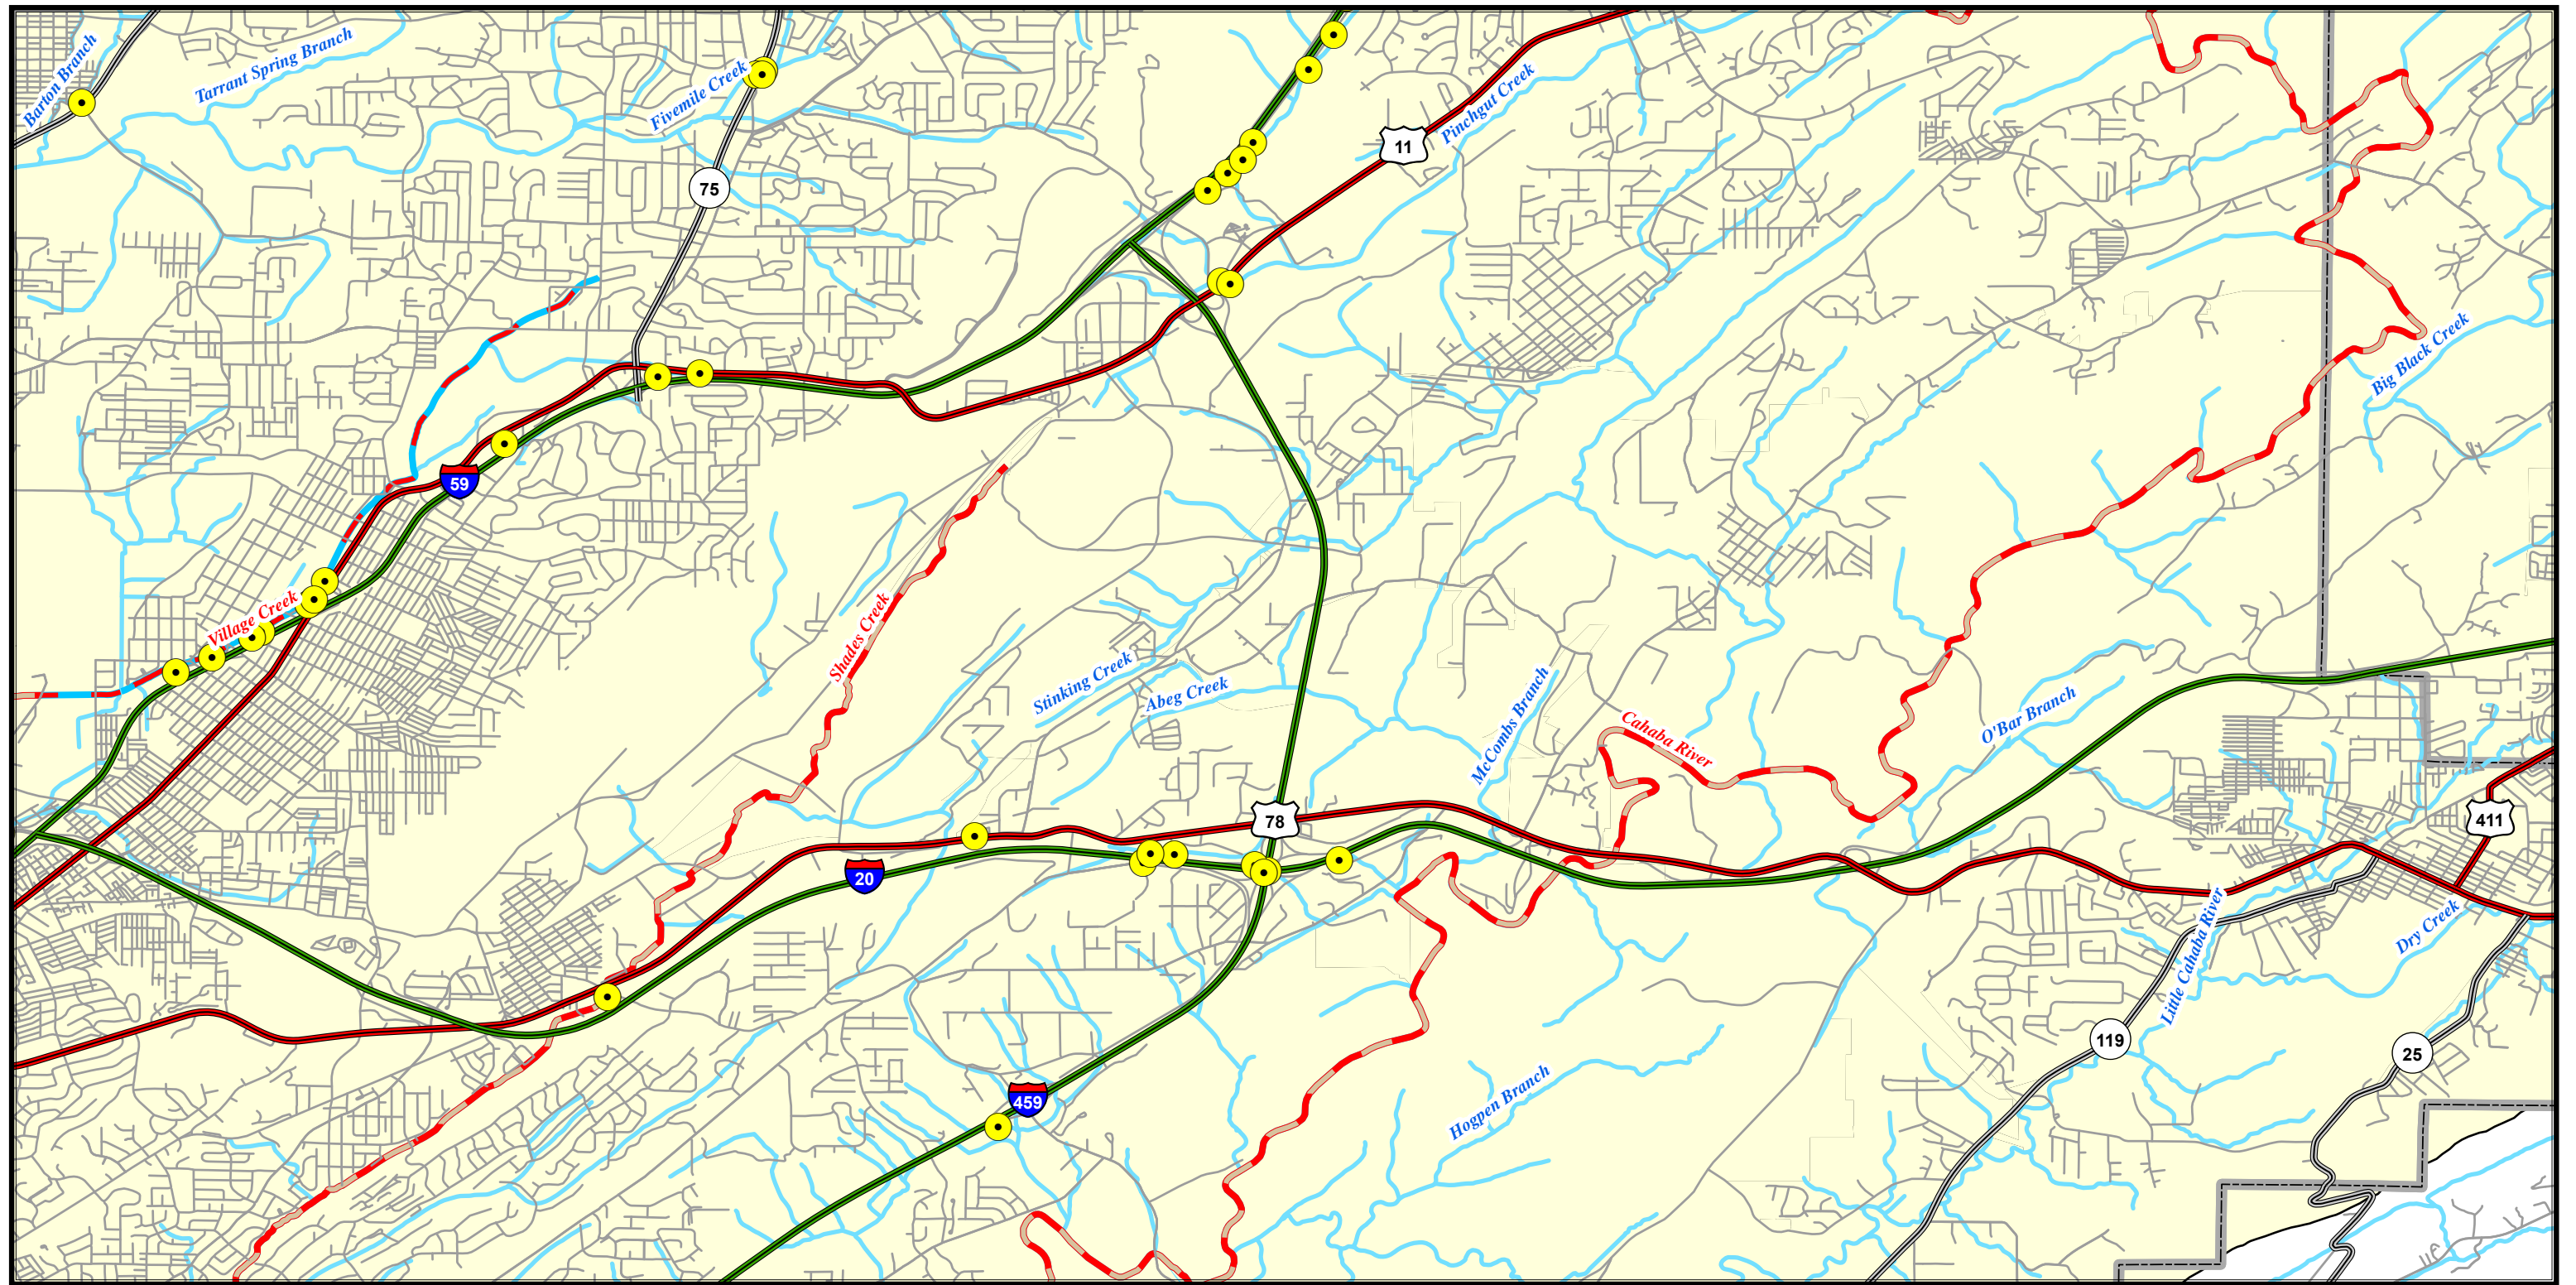 Barton Branch
Tarrant Spring Branch
Fivemile Creek
75
11
Pinchgut Creek
Big Black Creek
59
Village Creek
Shades Creek
Stinking Creek
Abeg Creek
McCombs Branch
Cahaba River
O'Bar Branch
78
411
20
Little Cahaba River
Dry Creek
119
25
459
Hogpen Branch